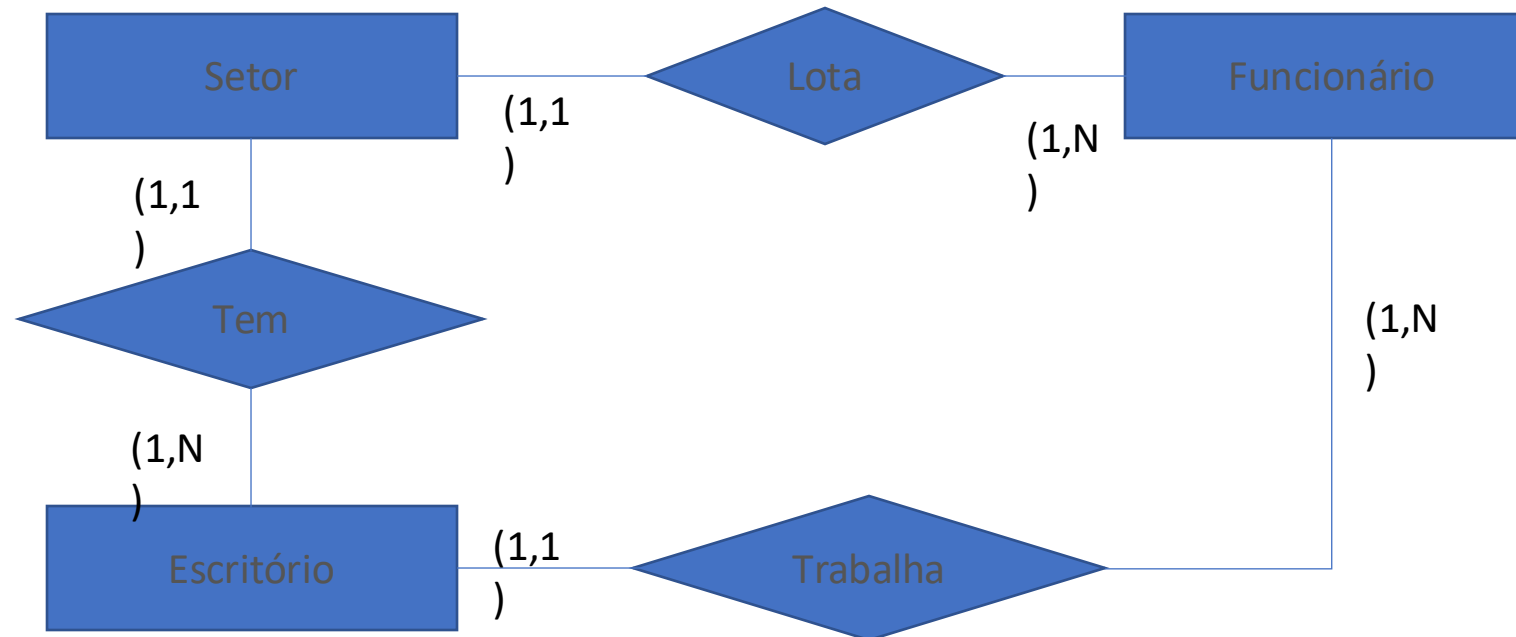 Setor
Lota
Funcionário
(1,1
)
(1,N
)
(1,1
)
Tem
(1,N
)
(1,N
)
Escritório
(1,1
)
Trabalha